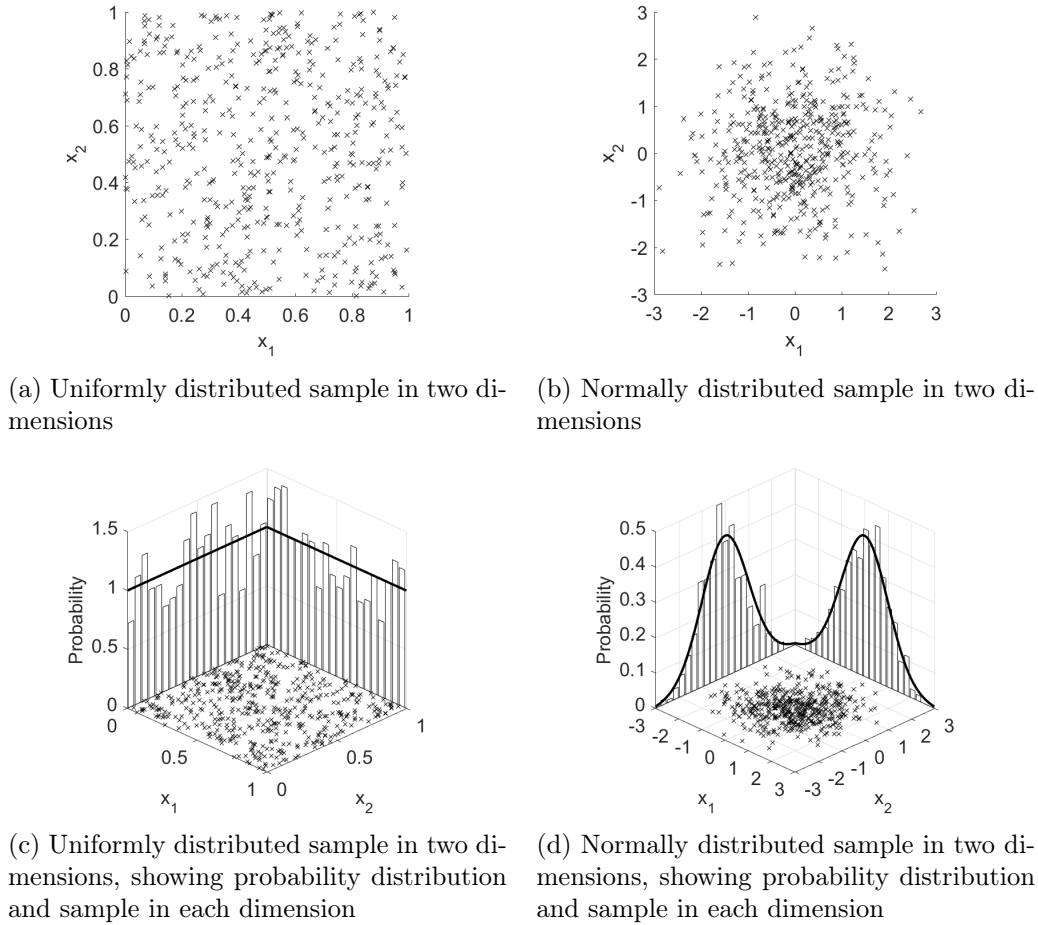 1
0.8
0.6
0.4
0.2
0
x2
0 0.2 0.4 0.6 0.8 1
x1
3
2
1
0
-1
-2
-3
x2
-3 -2 -1 0 1 2 3
x1
(a) Uniformly distributed sample in two di-
mensions
(b) Normally distributed sample in two di-
mensions
1.5
1
0.5
0
Probability
0
0.5
1
x1
0
0.5
1
x2
0.5
0.4
0.3
0.2
0.1
0
Probability
-3
-2
-1
0
1
2
3
x1
-3
-2
-1
0
1
2
3
x2
(c) Uniformly distributed sample in two di-
mensions, showing probability distribution
and sample in each dimension
(d) Normally distributed sample in two di-
mensions, showing probability distribution
and sample in each dimension